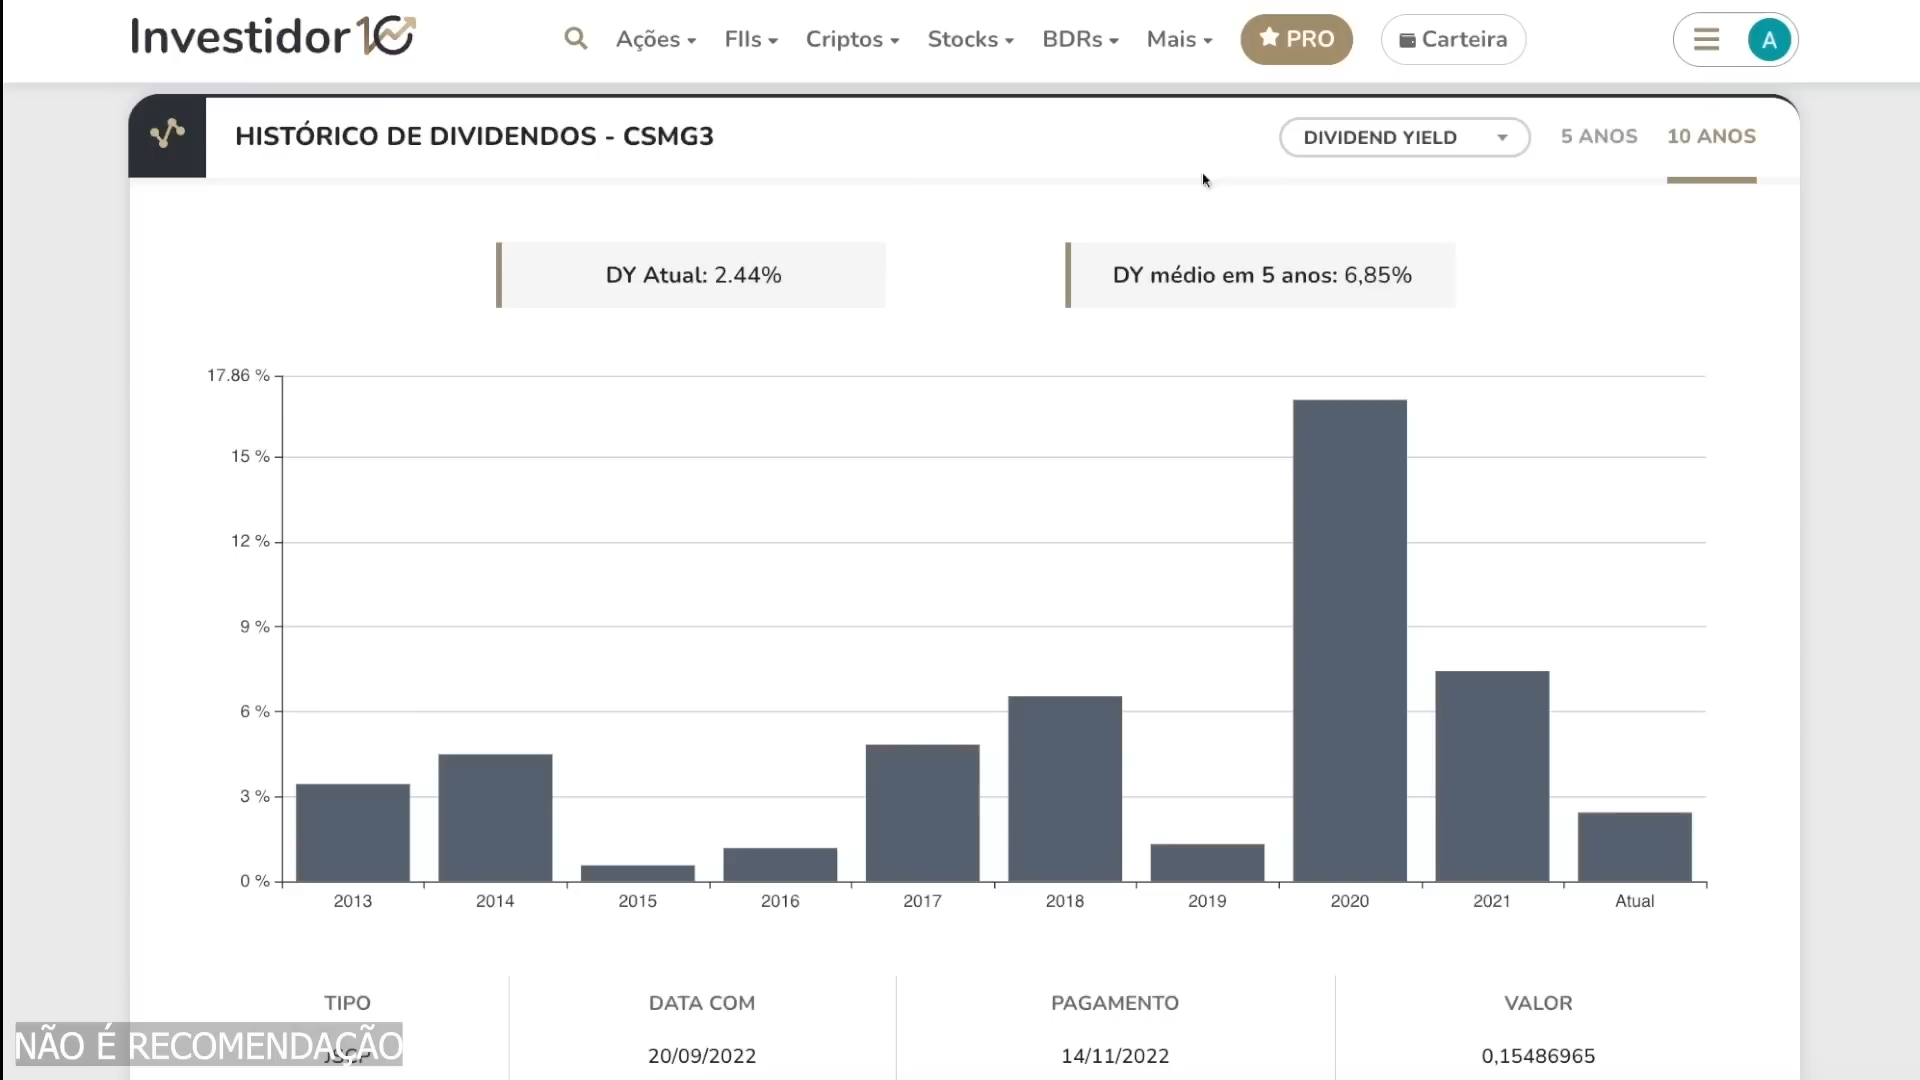 Investidor 10
Ações
FIIs
Criptos
Stocks
BDRs
Mais
PRO
Carteira
A
HISTÓRICO DE DIVIDENDOS - CSMG3
DIVIDEND YIELD
5 ANOS
10 ANOS
DY Atual: 2.44%
DY médio em 5 anos: 6,85%
17.86 %
15 %
12 %
9 %
6 %
3 %
0 %
2013
2014
2015
2016
2017
2018
2019
2020
2021
Atual
TIPO
DATA COM
PAGAMENTO
VALOR
JSCP
20/09/2022
14/11/2022
0,15486965
NÃO É RECOMENDAÇÃO